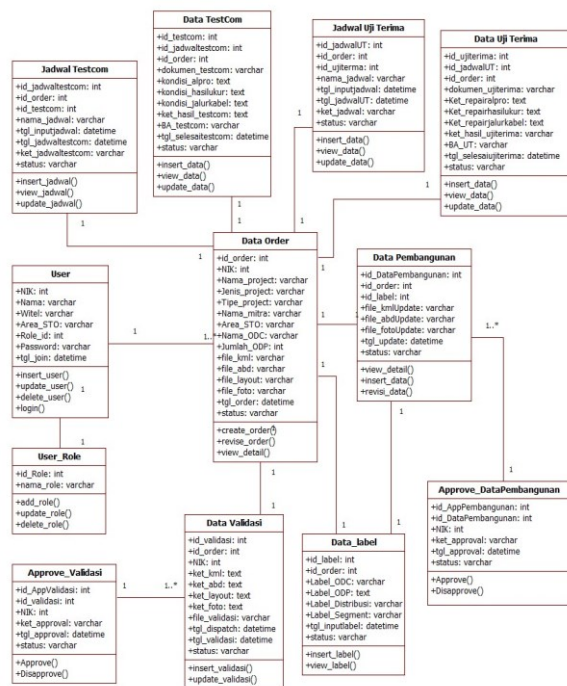 Jadwal Testcom
+id_jadwaltestcom: int
+id_order: int
+id_testcom: int
+nama_jadwal: varchar
+tgl_inputjadwal: datetime
+tgl_jadwaltestcom: datetime
+ket_jadwaltestcom: varchar
+status: varchar
+insert_jadwal()
+view_jadwal()
+update_jadwal()
Data TestCom
+id_testcom: int
+id_jadwaltestcom: int
+id_order: int
+dokumen_testcom: varchar
+kondisi_alpro: text
+kondisi_hasilukur: text
+kondisi_jalurkabel: text
+ket_hasil_testcom: text
+BA_testcom: varchar
+tgl_selesaitestcom: datetime
+status: varchar
+insert_data()
+view_data()
+update_data()
Jadwal Uji Terima
+id_jadwalUT: int
+id_order: int
+id_ujiterma: int
+nama_jadwal: varchar
+tgl_inputjadwal: datetime
+tgl_jadwalUT: datetime
+ket_jadwal: varchar
+status: varchar
+insert_data()
+view_data()
+update_data()
Data Uji Terima
+id_ujiterima: int
+id_jadwalUT: int
+id_order: int
+dokumen_ujiterima: varchar
+Ket_repairalpro: text
+Ket_repairhasilukur: text
+Ket_repairjalurkabel: text
+ket_hasil_ujiterima: text
+BA_UT: varchar
+tgl_selesaiujiterima: datetime
+status: varchar
+insert_data()
+view_data()
+update_data()
1
1
1
1
1
1
1
1
User
+NIK: int
+Nama: varchar
+Witel: varchar
+Area_STO: varchar
+Role_id: int
+Password: varchar
+tgl_join: datetime
+insert_user()
+update_user()
+delete_user()
+login()
1
1..*
1
1
Data Order
+id_order: int
+NIK: int
+Nama_project: varchar
+Jenis_project: varchar
+Tipe_project: varchar
+Nama_mitra: varchar
+Area_STO: varchar
+Nama_ODC: varchar
+Jumlah_ODP: int
+file_kml: varchar
+file_abd: varchar
+file_layout: varchar
+file_foto: varchar
+tgl_order: datetime
+status: varchar
+create_order()
+revise_order()
+view_detail()
1
1
1
1
Data Pembangunan
+id_DataPembangunan: int
+id_order: int
+id_label: int
+file_kmlUpdate: varchar
+file_abdUpdate: varchar
+file_fotoUpdate: varchar
+tgl_update: datetime
+status: varchar
+view_detail()
+insert_data()
+revisi_data()
1..*
1
1
1
User_Role
+id_Role: int
+nama_role: varchar
+add_role()
+update_role()
+delete_role()
1
1
1
Data Validasi
+id_validasi: int
+id_order: int
+NIK: int
+ket_kml: text
+ket_abd: text
+ket_layout: text
+ket_foto: text
+file_validasi: varchar
+tgl_dispatch: datetime
+tgl_validasi: datetime
+status: varchar
+insert_validasi()
+update_validasi()
Data_label
+id_label: int
+id_order: int
+Label_ODC: varchar
+Label_ODP: text
+Label_Distribusi: varchar
+Label_Segment: varchar
+tgl_inputlabel: datetime
+status: varchar
+insert_label()
+view_label()
Approve_DataPembangunan
+id_AppPembangunan: int
+id_DataPembangunan: int
+NIK: int
+ket_approval: varchar
+tgl_approval: datetime
+status: varchar
+Approve()
+Disapprove()
Approve_Validasi
+id_AppValidasi: int
+id_validasi: int
+NIK: int
+ket_approval: varchar
+tgl_approval: datetime
+status: varchar
+Approve()
+Disapprove()
1
1..*